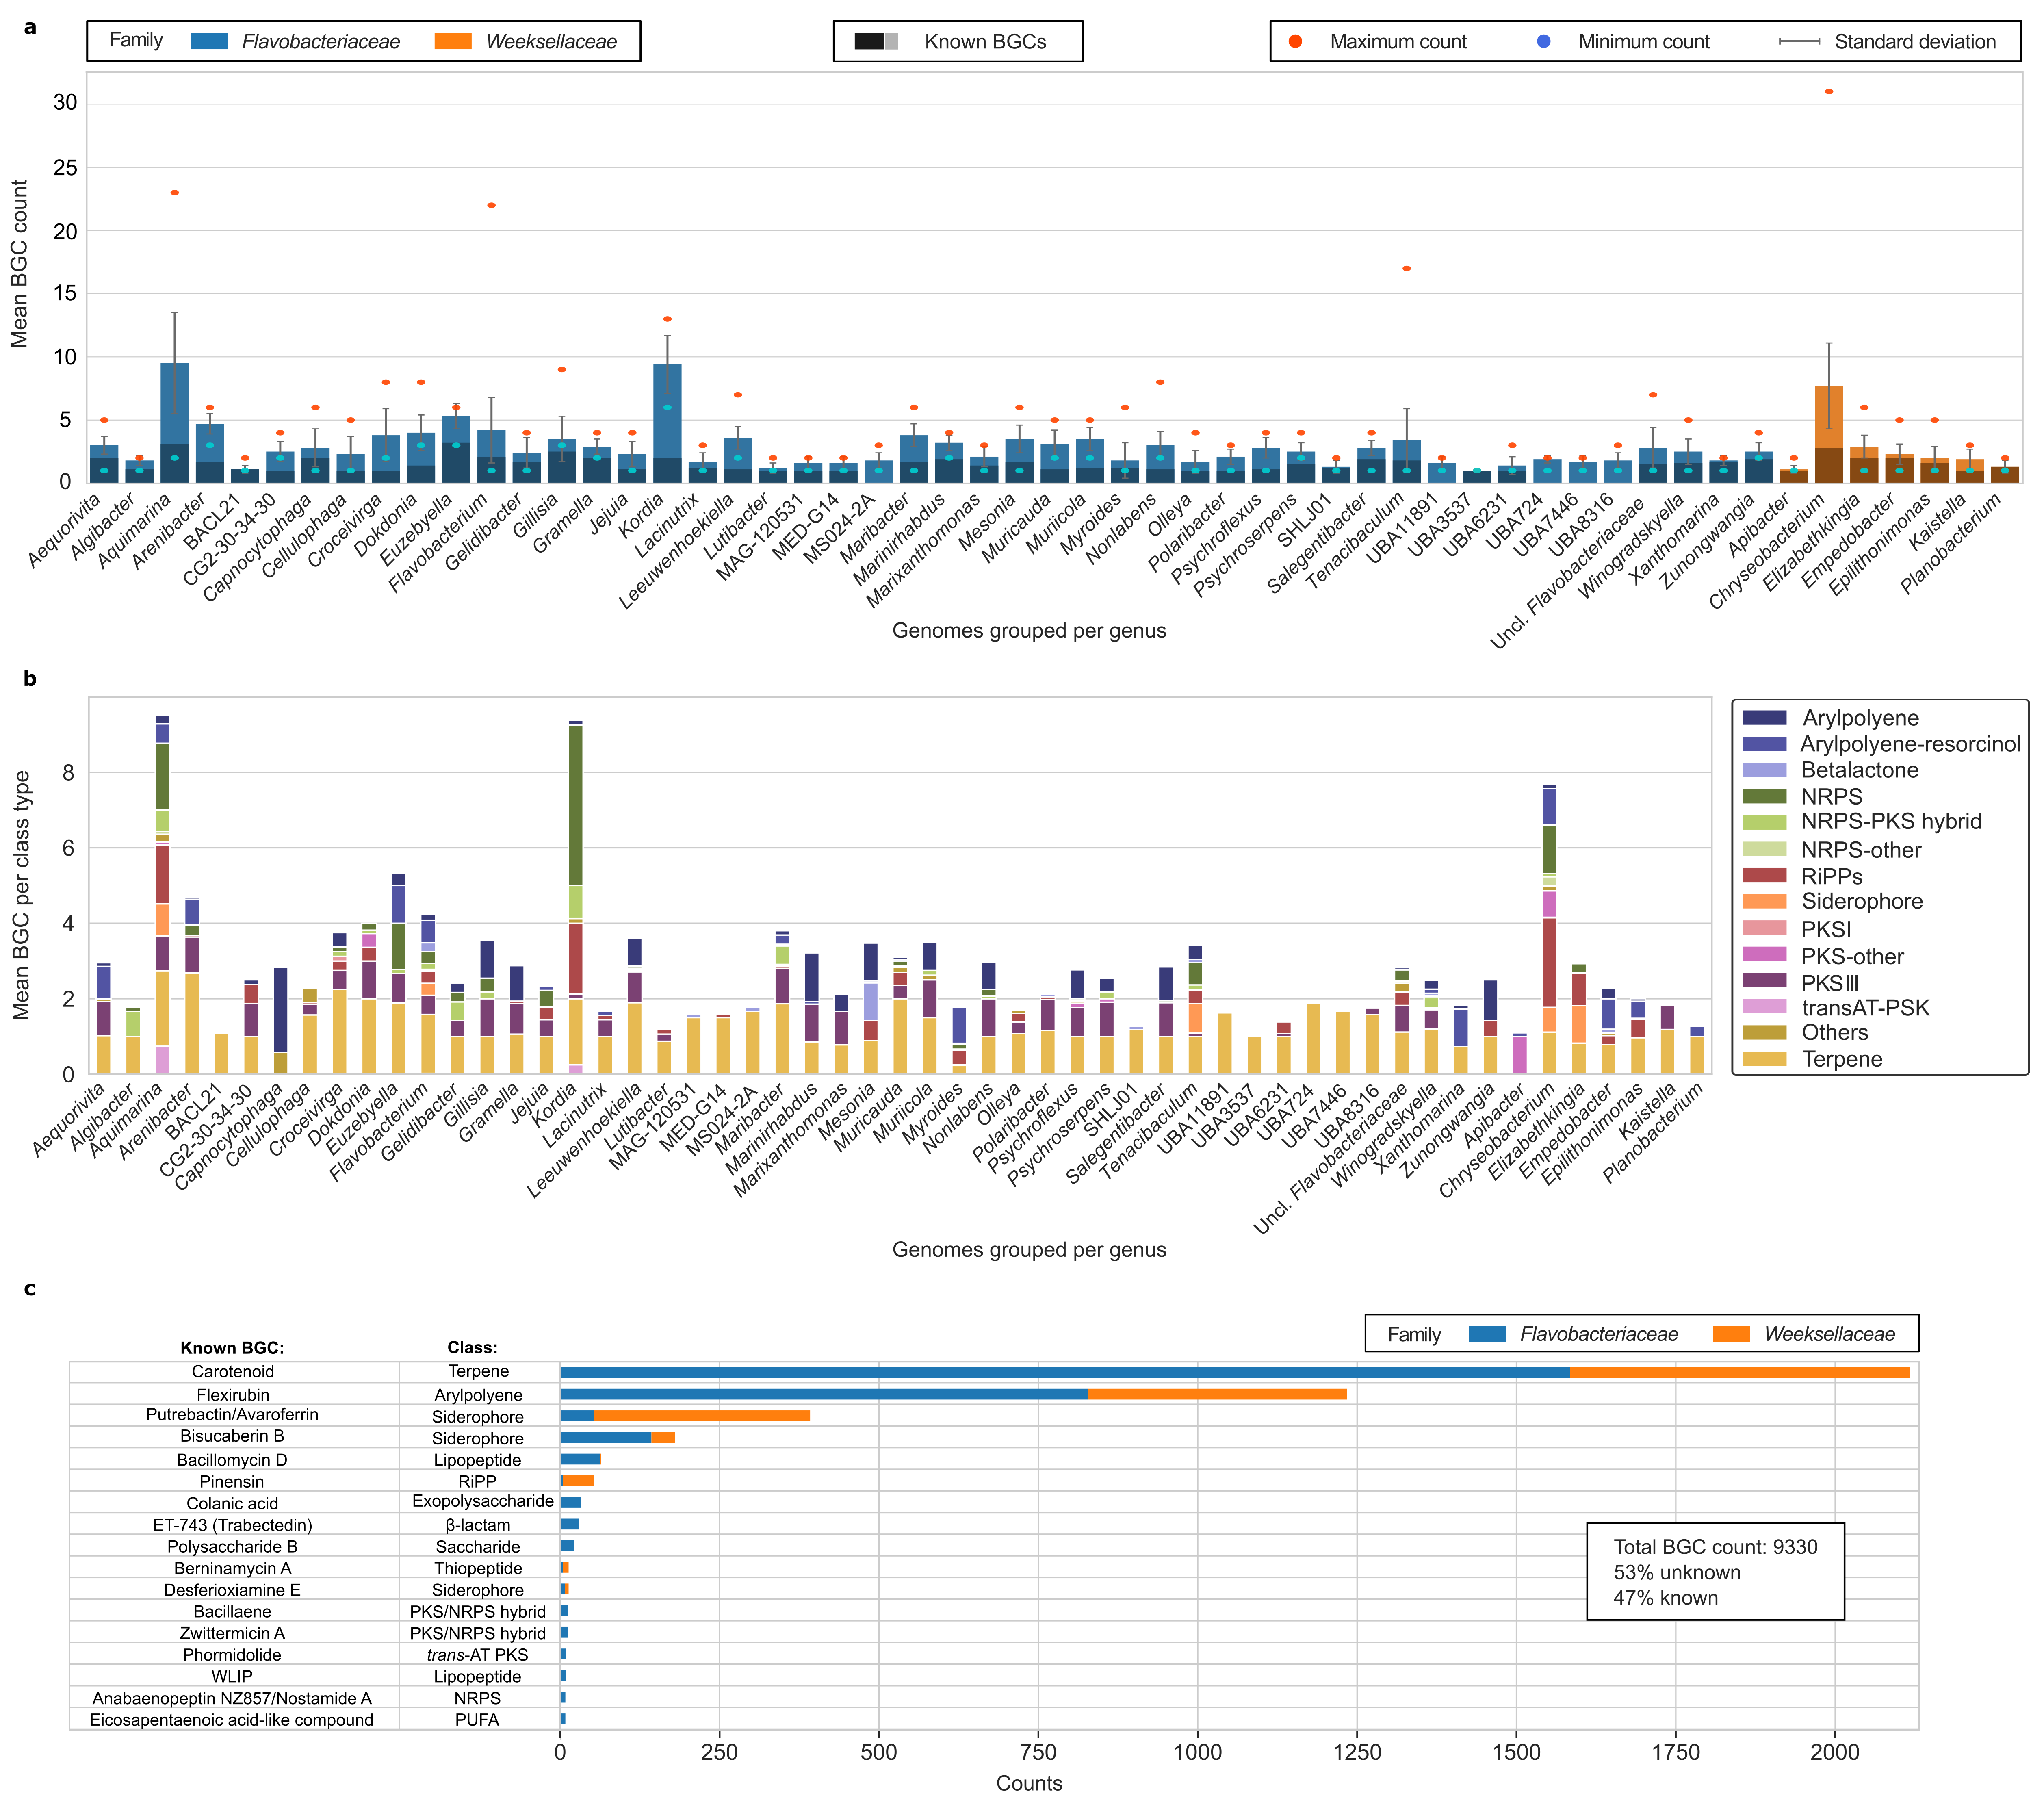 a
Family Flavobacteriaceae Weeksellaceae
Known BGCs
Maximum count Minimum count Standard deviation
Mean BGC count
30
25
20
15
10
5
0
Aequorivita
Algibacter
Aquimarina
Arenibacter
BACL21
CG2-30-34-30
Capnocytophaga
Cellulophaga
Croceivirga
Dokdonia
Euzebyella
Flavobacterium
Gelidibacter
Gillisia
Gramella
Jejuia
Kordia
Lacinutrix
Leeuwenhoekiella
Lutibacter
MAG-120531
MED-G14
MS024-2A
Maribacter
Marinirhabdus
Marixanthomonas
Mesonia
Muricauda
Muriicola
Myroides
Nonlabens
Olleya
Polaribacter
Psychroflexus
Psychroserpens
SHLJ01
Salegentibacter
Tenacibaculum
UBA11891
UBA3537
UBA6231
UBA724
UBA7446
UBA8316
Uncl. Flavobacteriaceae
Winogradskyella
Xanthomarina
Zunongwangia
Apibacter
Chryseobacterium
Elizabethkingia
Empedobacter
Epilithonimonas
Kaistella
Planobacterium
Genomes grouped per genus
b
Mean BGC per class type
8
6
4
2
0
Arylpolyene
Arylpolyene-resorcinol
Betalactone
NRPS
NRPS-PKS hybrid
NRPS-other
RiPPs
Siderophore
PKSI
PKS-other
PKSIII
transAT-PSK
Others
Terpene
Aequorivita
Algibacter
Aquimarina
Arenibacter
BACL21
CG2-30-34-30
Capnocytophaga
Cellulophaga
Croceivirga
Dokdonia
Euzebyella
Flavobacterium
Gelidibacter
Gillisia
Gramella
Jejuia
Kordia
Lacinutrix
Leeuwenhoekiella
Lutibacter
MAG-120531
MED-G14
MS024-2A
Maribacter
Marinirhabdus
Marixanthomonas
Mesonia
Muricauda
Muriicola
Myroides
Nonlabens
Olleya
Polaribacter
Psychroflexus
Psychroserpens
SHLJ01
Salegentibacter
Tenacibaculum
UBA11891
UBA3537
UBA6231
UBA724
UBA7446
UBA8316
Uncl. Flavobacteriaceae
Winogradskyella
Xanthomarina
Zunongwangia
Apibacter
Chryseobacterium
Elizabethkingia
Empedobacter
Epilithonimonas
Kaistella
Planobacterium
Genomes grouped per genus
c
Family Flavobacteriaceae Weeksellaceae
Known BGC: Class:
Carotenoid Terpene
Flexirubin Arylpolyene
Putrebactin/Avaroferrin Siderophore
Bisucaberin B Siderophore
Bacillomycin D Lipopeptide
Pinensin RiPP
Colanic acid Exopolysaccharide
ET-743 (Trabectedin) β-lactam
Polysaccharide B Saccharide
Berninamycin A Thiopeptide
Desferioxiamine E Siderophore
Bacillaene PKS/NRPS hybrid
Zwittermicin A PKS/NRPS hybrid
Phormidolide trans-AT PKS
WLIP Lipopeptide
Anabaenopeptin NZ857/Nostamide A NRPS
Eicosapentaenoic acid-like compound PUFA
Total BGC count: 9330
53% unknown
47% known
0 250 500 750 1000 1250 1500 1750 2000
Counts